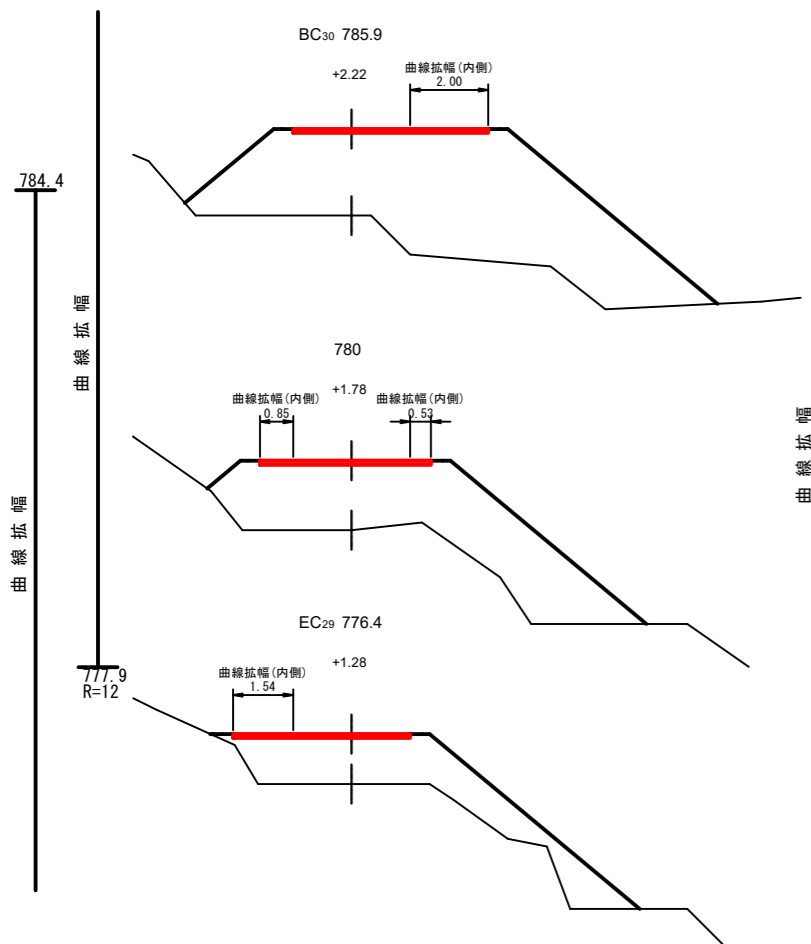 BC30 785.9
+2.22
曲線拡幅(内側)
2.00
784.4
曲線拡幅
780
+1.78
曲線拡幅(内側)
0.85
曲線拡幅(内側)
0.53
曲線拡幅
曲線拡幅
EC29 776.4
+1.28
曲線拡幅(内側)
1.54
777.9
R=12